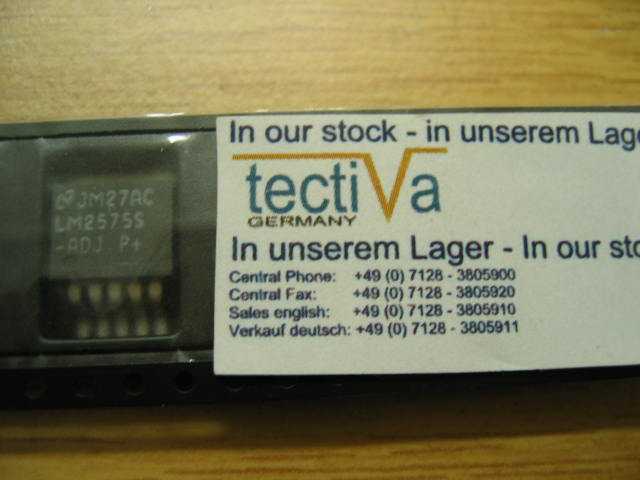 JM27AC
LM2575S
-ADJ P+
In our stock - in unserem Lage
tectiVa
GERMANY
In unserem Lager - In our sto
Central Phone: +49 (0) 7128 - 3805900
Central Fax: +49 (0) 7128 - 3805920
Sales english: +49 (0) 7128 - 3805910
Verkauf deutsch: +49 (0) 7128 - 3805911